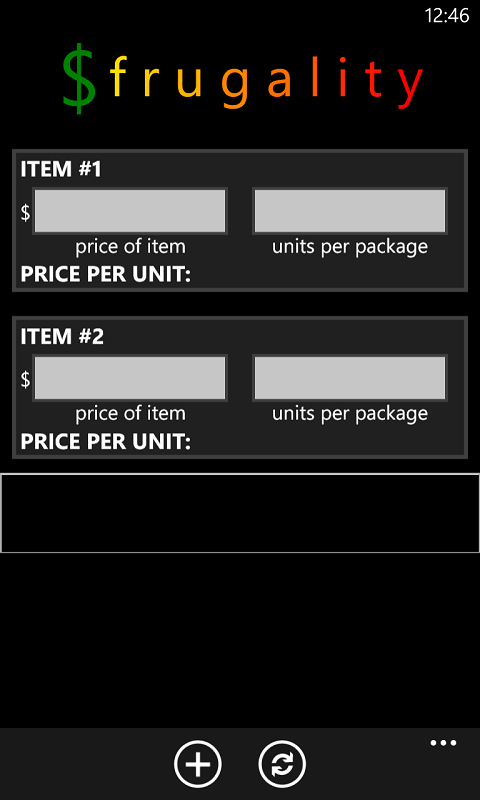 12:46
$frugality
ITEM #1
$
price of item units per package
PRICE PER UNIT:
ITEM #2
$
price of item units per package
PRICE PER UNIT: